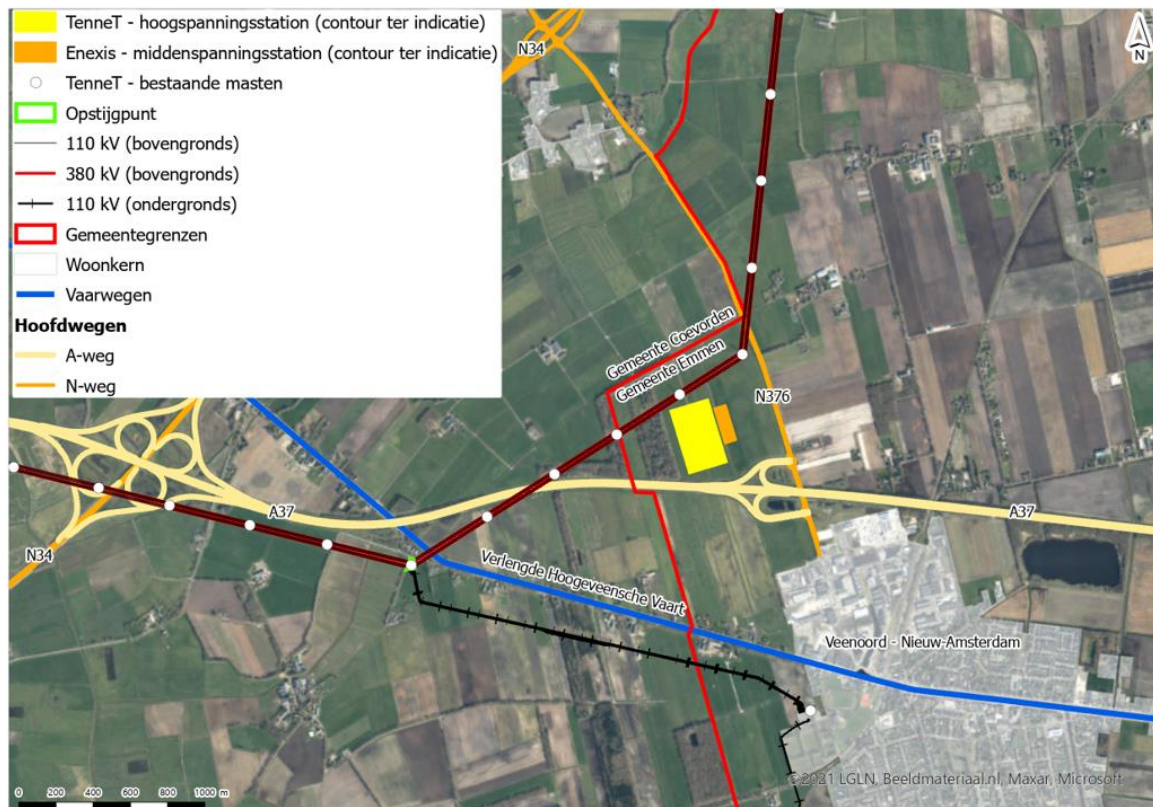 TenneT - hoogspanningsstation (contour ter indicatie)
Enexis - middenspanningsstation (contour ter indicatie)
TenneT - bestaande masten
Opstijgpunt
110 kV (bovengronds)
380 kV (bovengronds)
110 kV (ondergronds)
Gemeentegrenzen
Woonkern
Vaarwegen
Hoofdwegen
A-weg
N-weg
N34
N
Gemeente Coevorden
Gemeente Emmen
N376
A37
A37
N34
Verlengde Hoogeveensche Vaart
Veenoord - Nieuw-Amsterdam
0 200 400 600 800 1000 m
©2021 LGLN, Beeldmateriaal.nl, Maxar, Microsoft